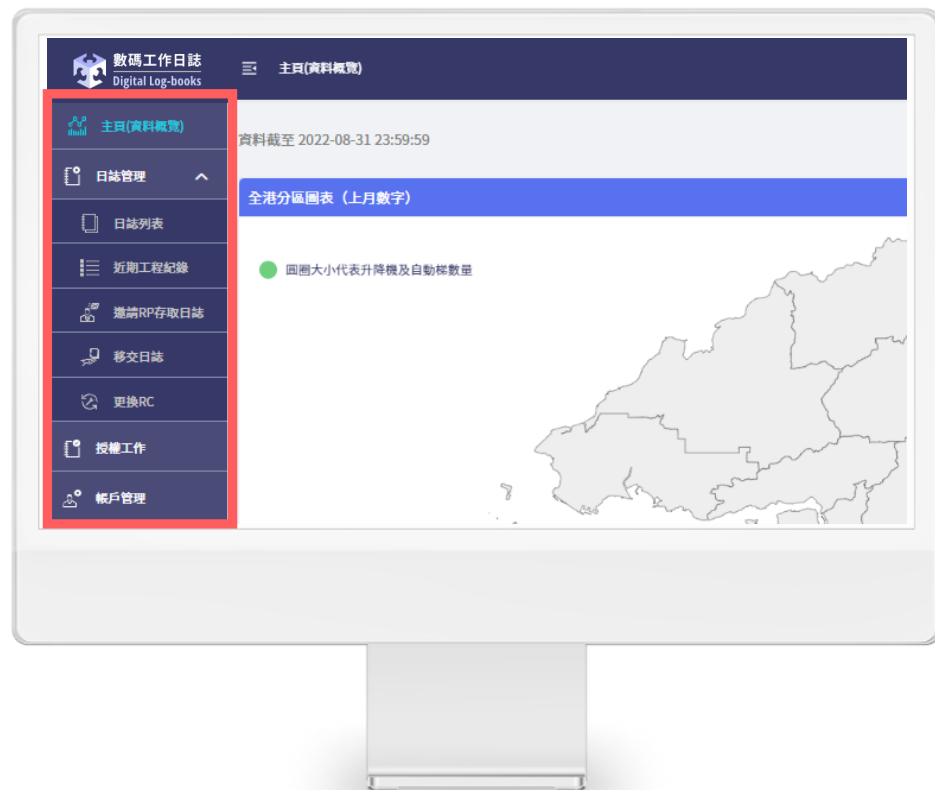 數碼工作日誌
Digital Log-books
主頁(資料概覽)
主頁(資料概覽)
日誌管理
日誌列表
近期工程紀錄
邀請RP存取日誌
移交日誌
更換RC
授權工作
帳戶管理
資料截至 2022-08-31 23:59:59
全港分區圖表（上月數字）
圓圈大小代表升降機及自動梯數量